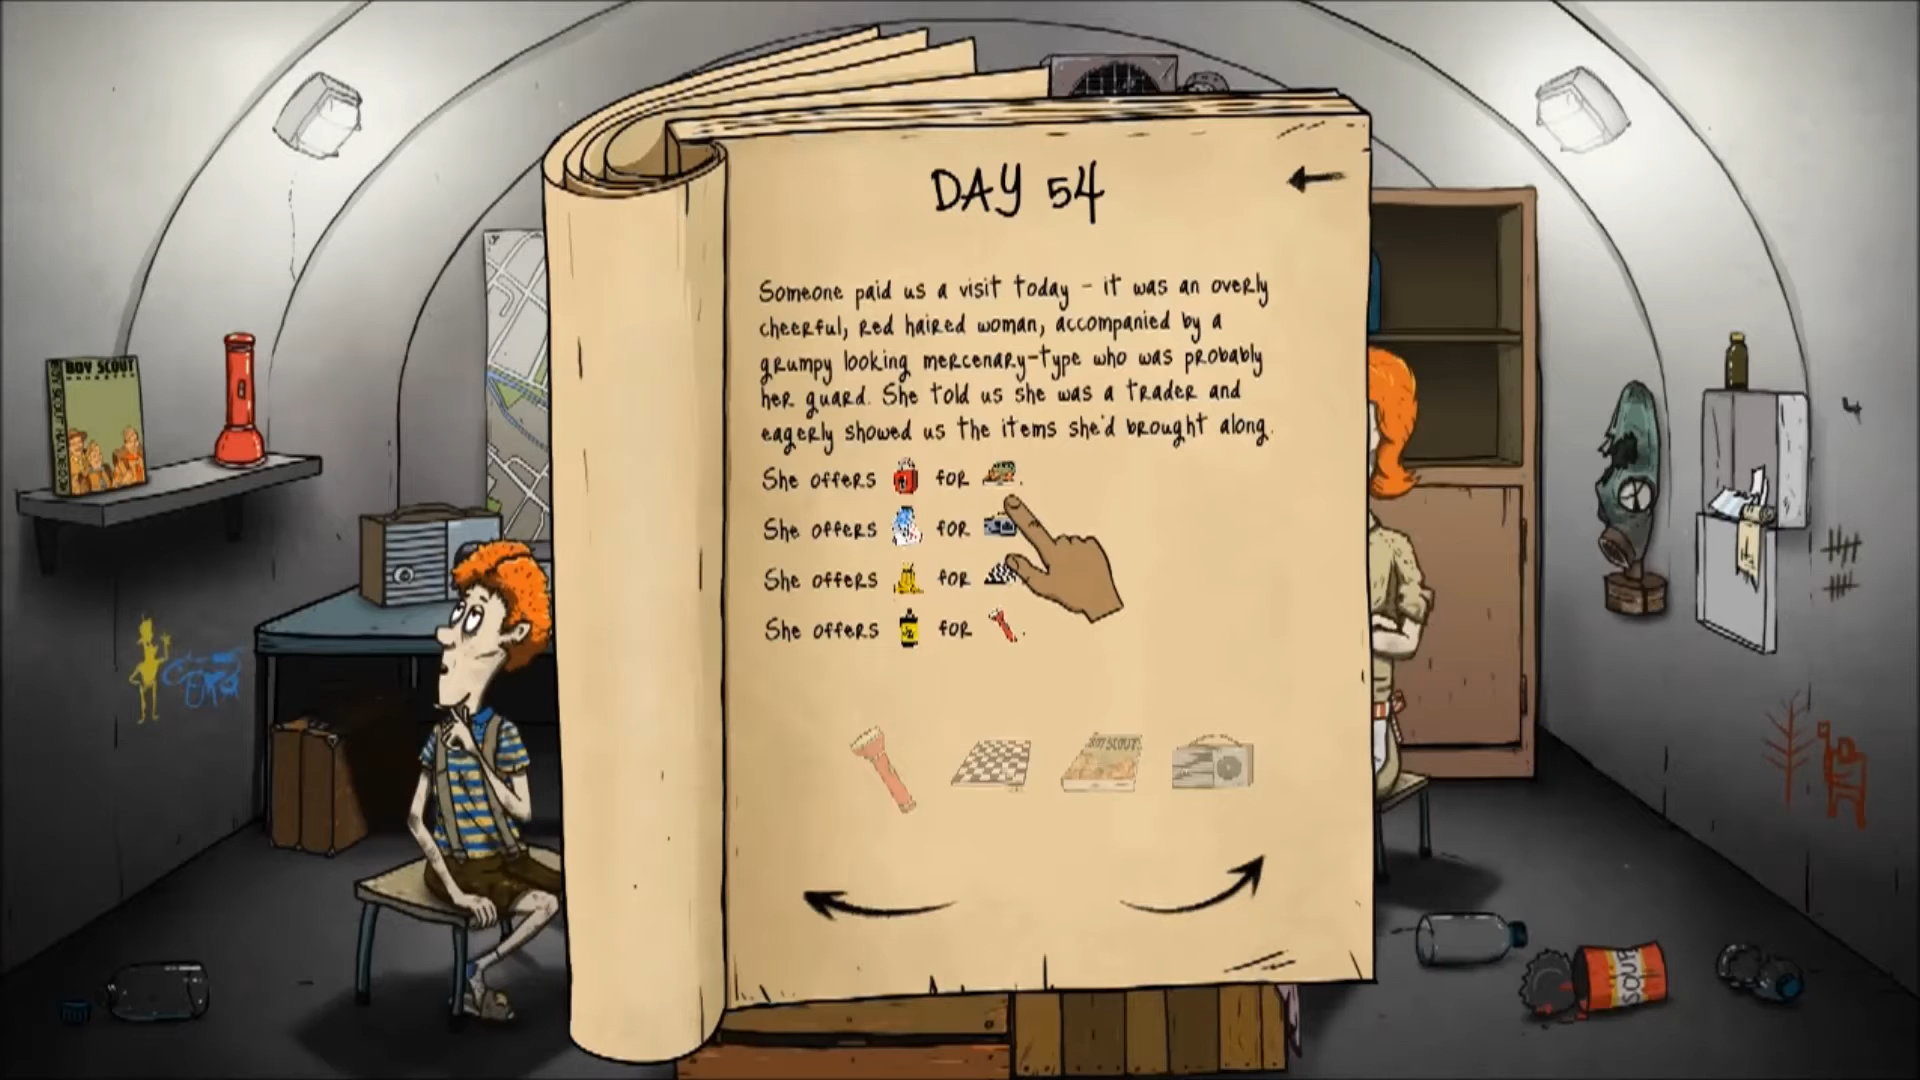 DAY 54
Someone paid us a visit today - it was an overly
cheerful, red haired woman, accompanied by a
grumpy looking mercenary-type who was probably
her guard. She told us she was a trader and
eagerly showed us the items she'd brought along.
She offers for .
She offers for
She offers for
She offers for .
BOY SCOUT
BOY SCOUT
SOUP